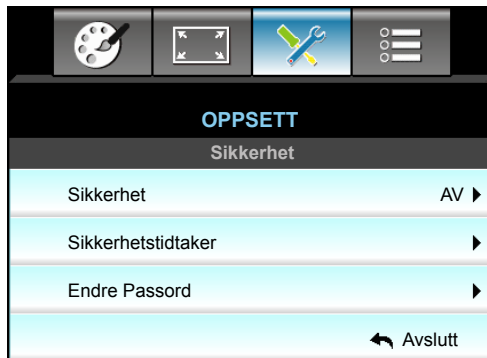 OPPSETT
Sikkerhet
Sikkerhet AV
Sikkerhetstidtaker
Endre Passord
Avslutt